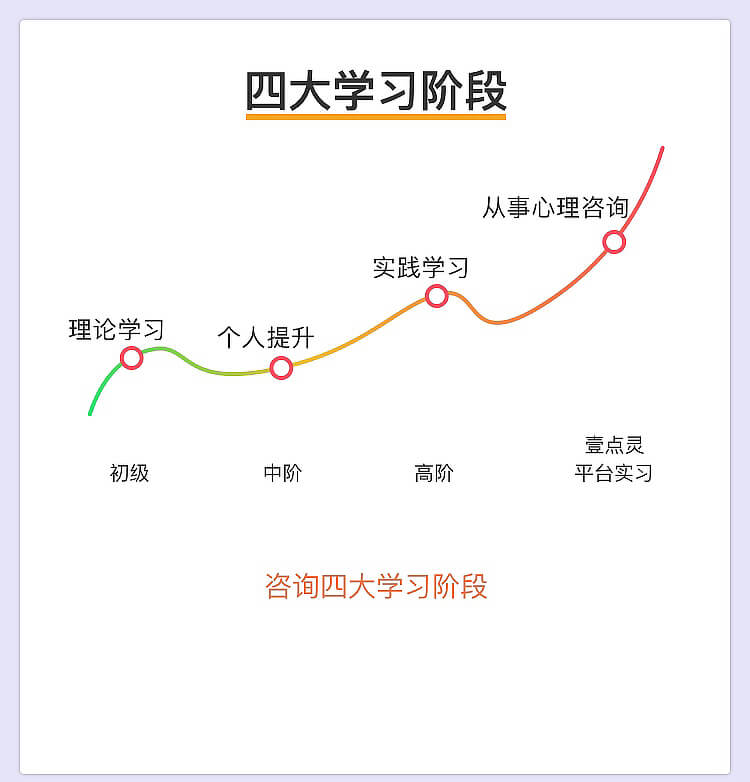 四大学习阶段
从事心理咨询
实践学习
理论学习
个人提升
初级
中阶
高阶
壹点灵
平台实习
咨询四大学习阶段